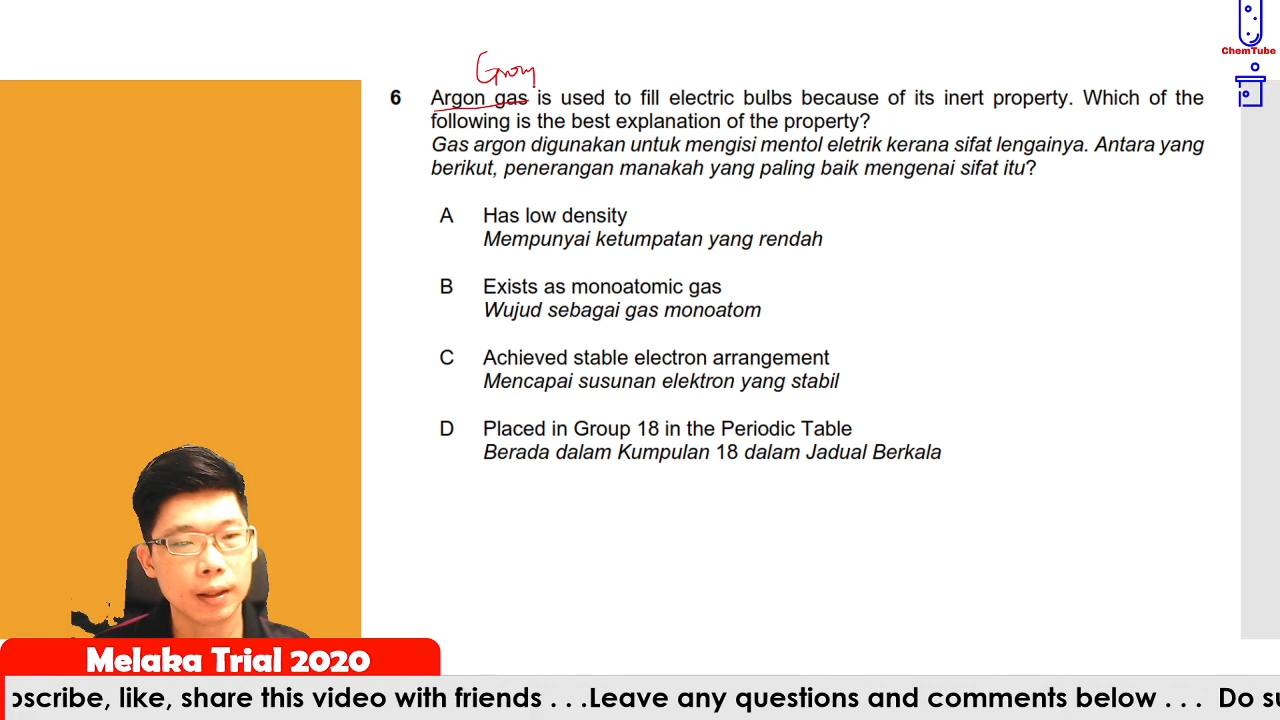 ChemTube
Group
6 Argon gas is used to fill electric bulbs because of its inert property. Which of the
following is the best explanation of the property?
Gas argon digunakan untuk mengisi mentol eletrik kerana sifat lengainya. Antara yang
berikut, penerangan manakah yang paling baik mengenai sifat itu?
A Has low density
Mempunyai ketumpatan yang rendah
B Exists as monoatomic gas
Wujud sebagai gas monoatom
C Achieved stable electron arrangement
Mencapai susunan elektron yang stabil
D Placed in Group 18 in the Periodic Table
Berada dalam Kumpulan 18 dalam Jadual Berkala
Melaka Trial 2020
oscribe, like, share this video with friends . . .Leave any questions and comments below . . . Do su